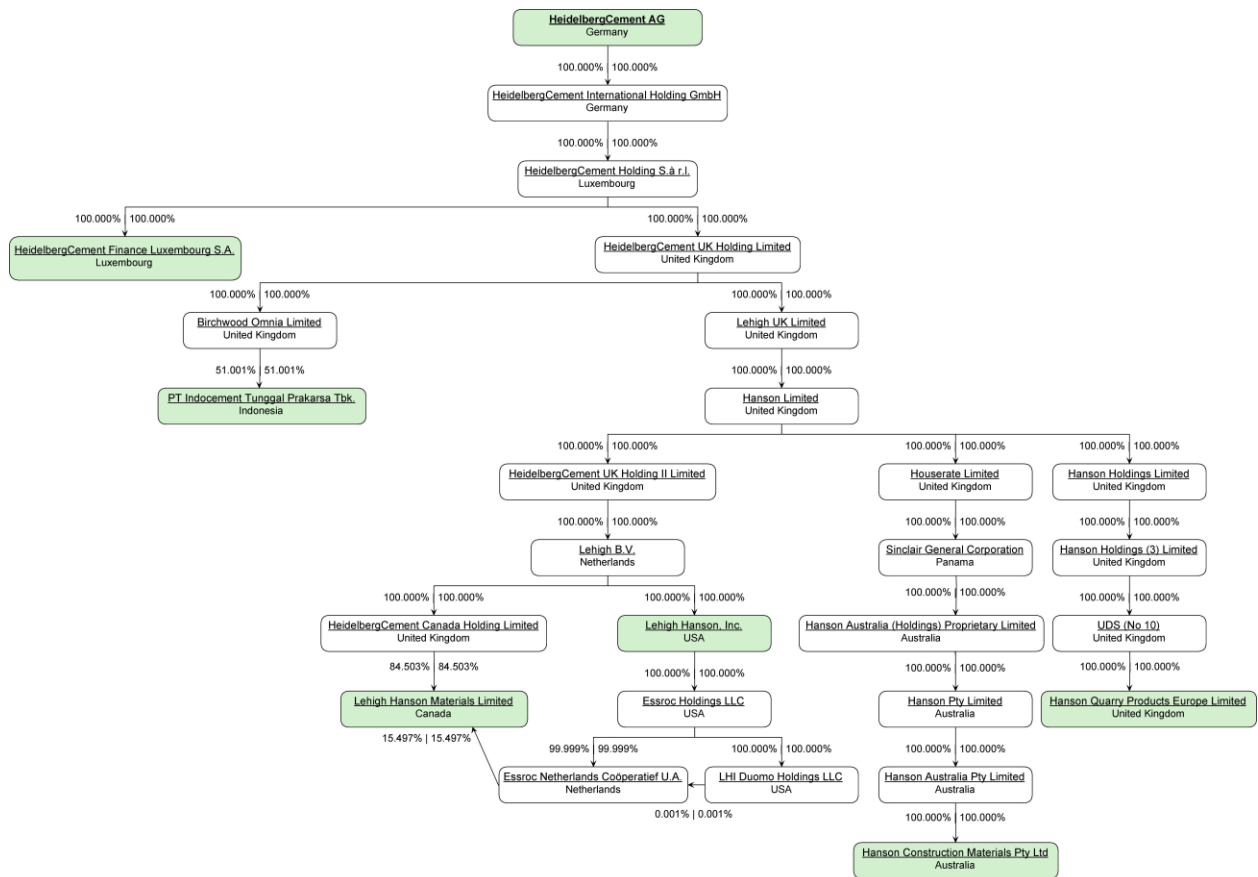 HeidelbergCement AG
Germany
100.000% | 100.000%
HeidelbergCement International Holding GmbH
Germany
100.000% | 100.000%
HeidelbergCement Holding S.à r.l.
Luxembourg
100.000% | 100.000%
100.000% | 100.000%
HeidelbergCement Finance Luxembourg S.A.
Luxembourg
HeidelbergCement UK Holding Limited
United Kingdom
100.000% | 100.000%
100.000% | 100.000%
Birchwood Omnia Limited
United Kingdom
Lehigh UK Limited
United Kingdom
51.001% | 51.001%
100.000% | 100.000%
PT Indocement Tunggal Prakarsa Tbk.
Indonesia
Hanson Limited
United Kingdom
100.000% | 100.000%
100.000% | 100.000%
100.000% | 100.000%
HeidelbergCement UK Holding II Limited
United Kingdom
Houserate Limited
United Kingdom
Hanson Holdings Limited
United Kingdom
100.000% | 100.000%
100.000% | 100.000%
100.000% | 100.000%
Lehigh B.V.
Netherlands
Sinclair General Corporation
Panama
Hanson Holdings (3) Limited
United Kingdom
100.000% | 100.000%
100.000% | 100.000%
100.000% | 100.000%
100.000% | 100.000%
HeidelbergCement Canada Holding Limited
United Kingdom
Lehigh Hanson, Inc.
USA
Hanson Australia (Holdings) Proprietary Limited
Australia
UDS (No 10)
United Kingdom
84.503% | 84.503%
100.000% | 100.000%
100.000% | 100.000%
100.000% | 100.000%
Lehigh Hanson Materials Limited
Canada
Essroc Holdings LLC
USA
Hanson Pty Limited
Australia
Hanson Quarry Products Europe Limited
United Kingdom
15.497% | 15.497%
99.999% | 99.999%
100.000% | 100.000%
100.000% | 100.000%
Essroc Netherlands Coöperatief U.A.
Netherlands
LHI Duomo Holdings LLC
USA
Hanson Australia Pty Limited
Australia
0.001% | 0.001%
100.000% | 100.000%
Hanson Construction Materials Pty Ltd
Australia